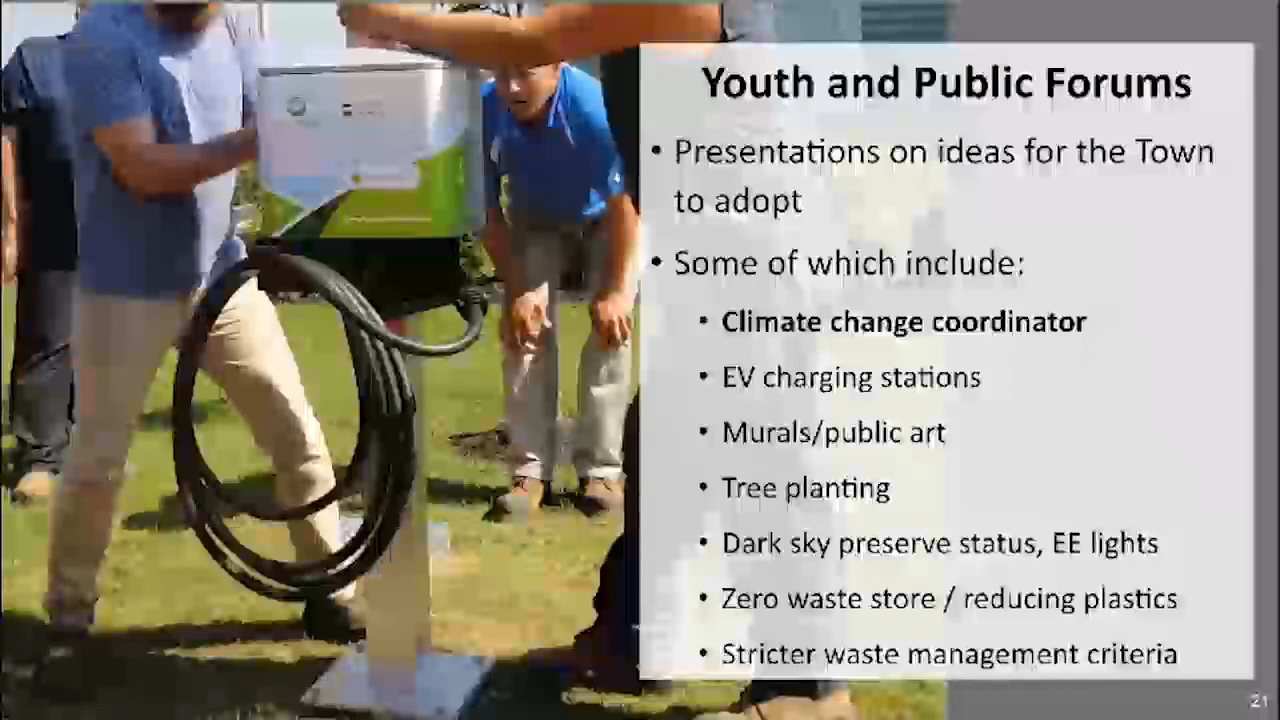 Youth and Public Forums
• Presentations on ideas for the Town
to adopt
• Some of which include:
• Climate change coordinator
• EV charging stations
• Murals/public art
• Tree planting
• Dark sky preserve status, EE lights
• Zero waste store / reducing plastics
• Stricter waste management criteria
21